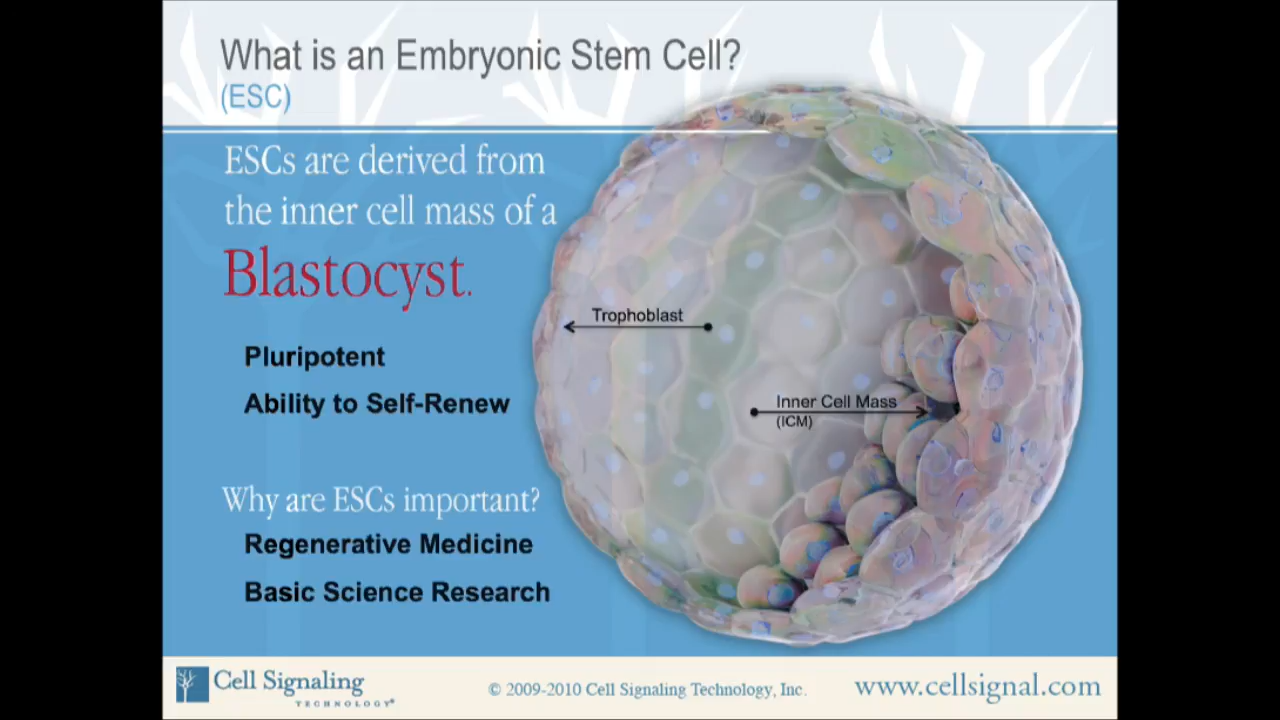 What is an Embryonic Stem Cell?
(ESC)
ESCs are derived from
the inner cell mass of a
Blastocyst.
Trophoblast
Pluripotent
Ability to Self-Renew
Inner Cell Mass
(ICM)
Why are ESCs important?
Regenerative Medicine
Basic Science Research
Cell Signaling
TECHNOLOGY®
© 2009-2010 Cell Signaling Technology, Inc.
www.cellsignal.com